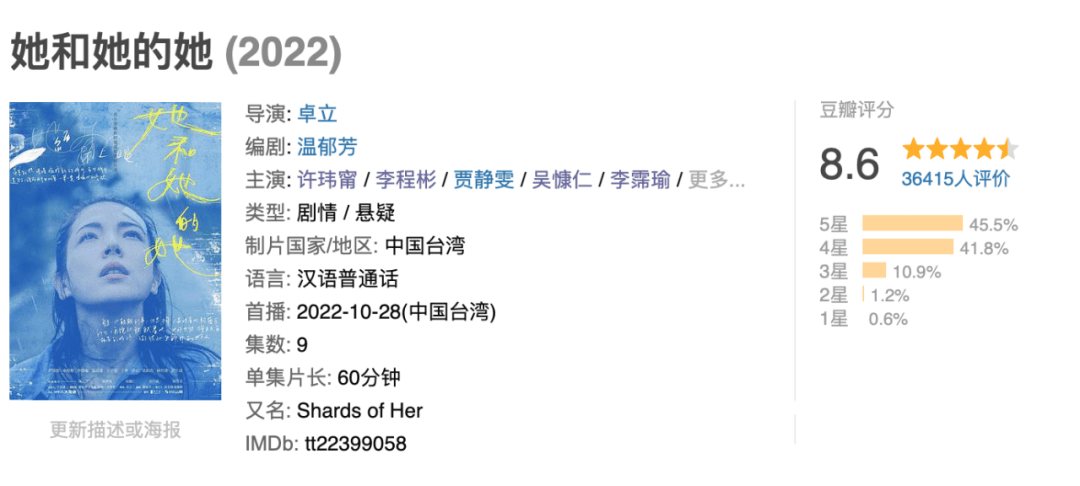 她和她的她 (2022)
她和她的她
导演: 卓立
编剧: 温郁芳
主演: 许玮甯 / 李程彬 / 贾静雯 / 吴慷仁 / 李霈瑜 / 更多...
类型: 剧情 / 悬疑
制片国家/地区: 中国台湾
语言: 汉语普通话
首播: 2022-10-28(中国台湾)
集数: 9
单集片长: 60分钟
又名: Shards of Her
IMDb: tt22399058
更新描述或海报
豆瓣评分
8.6
36415人评价
5星 45.5%
4星 41.8%
3星 10.9%
2星 1.2%
1星 0.6%